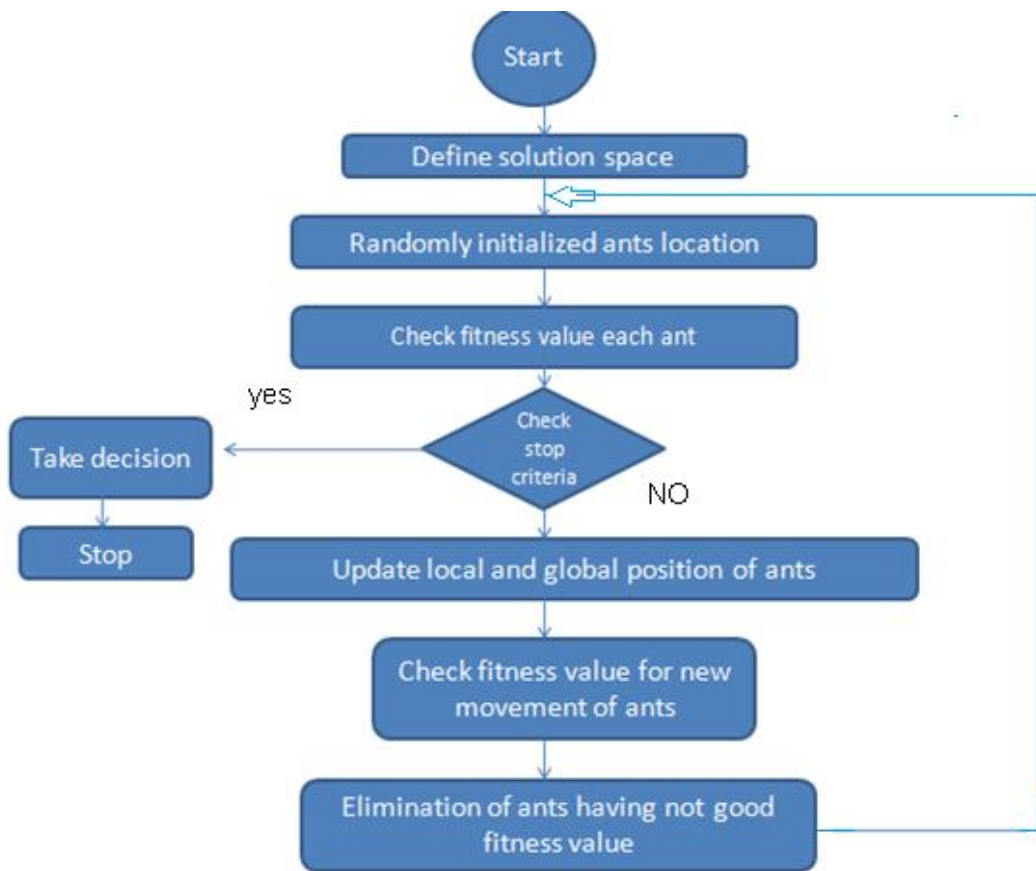 Start
Define solution space
Randomly initialized ants location
Check fitness value each ant
yes
Check
stop
criteria
Take decision
NO
Stop
Update local and global position of ants
Check fitness value for new
movement of ants
Elimination of ants having not good
fitness value